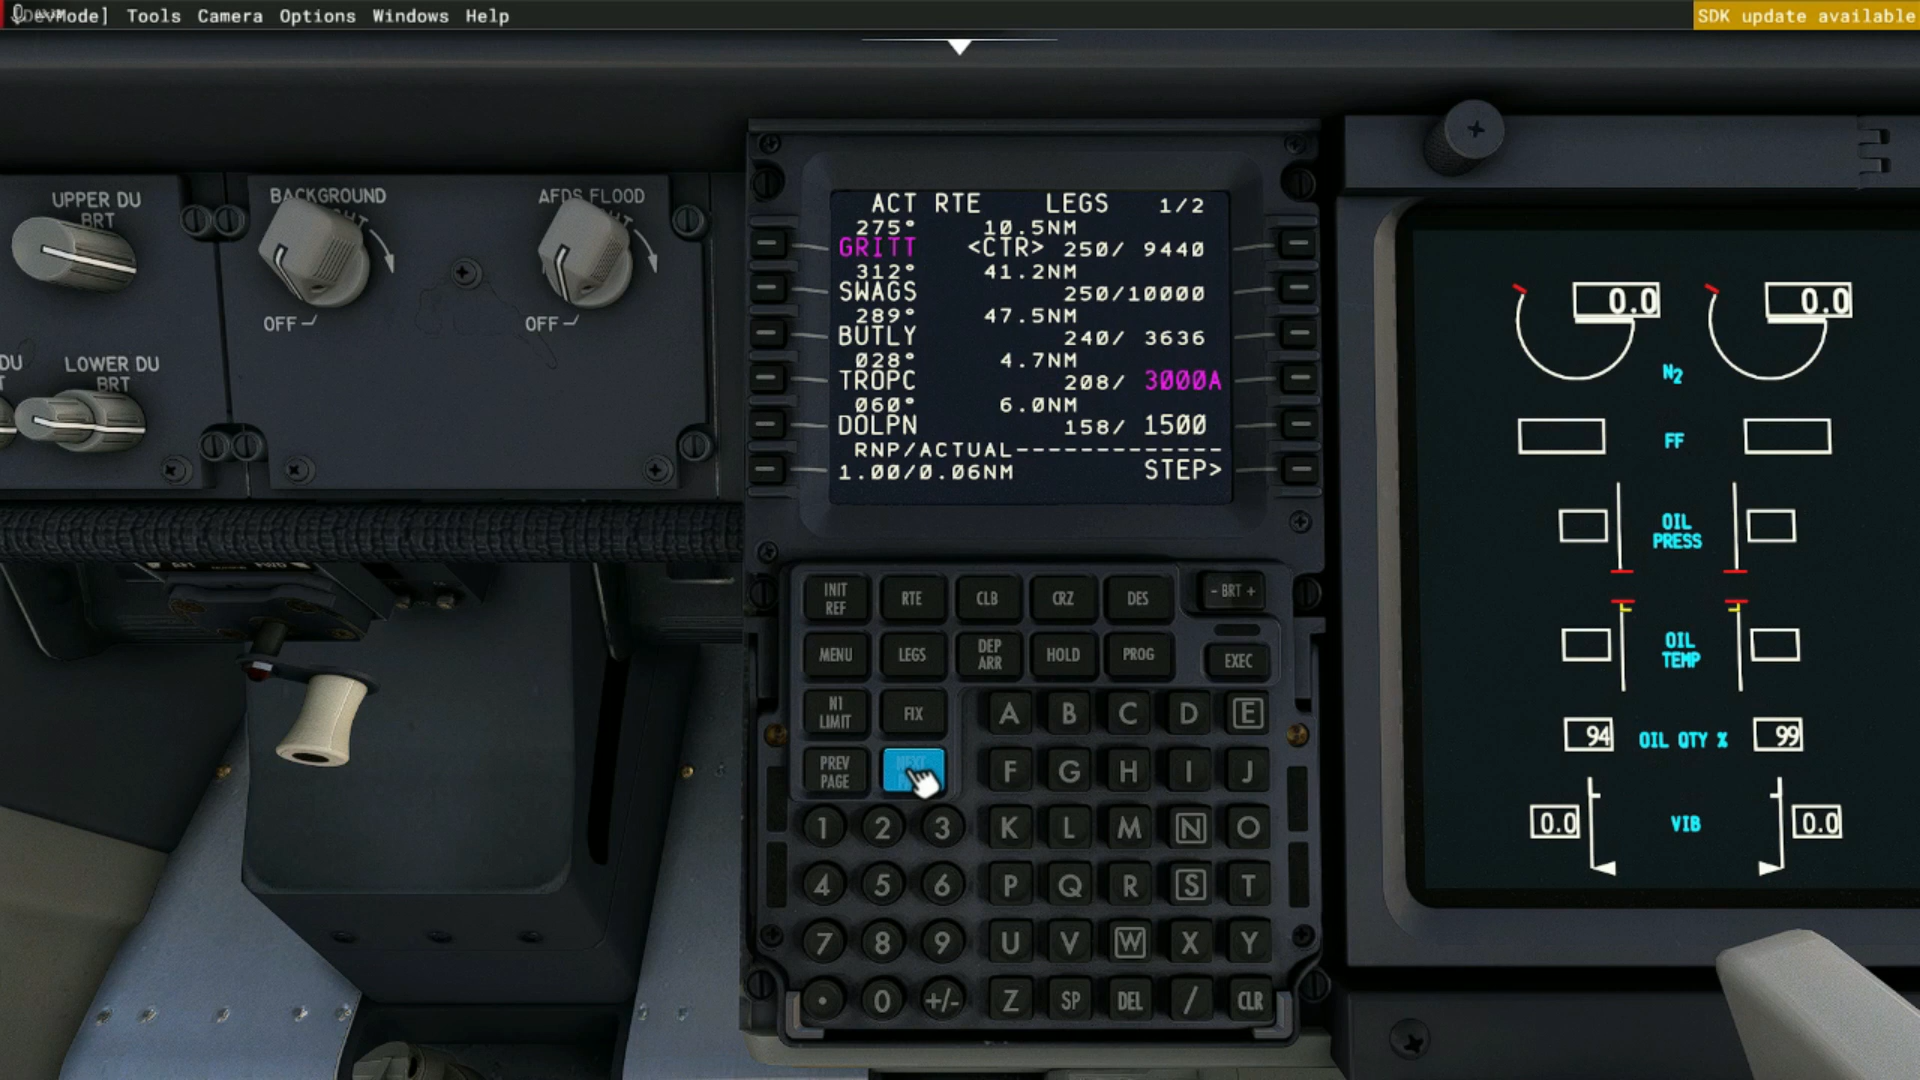 DevMode] Tools Camera Options Windows Help
SDK update available
UPPER DU
BRT
BACKGROUND
OFF
AFDS FLOOD
OFF
DU
LOWER DU
BRT
ACT RTE LEGS 1/2
275° 10.5NM
GRITT <CTR> 250/ 9440
312° 41.2NM
SWAGS 250/10000
289° 47.5NM
BUTLY 240/ 3636
028° 4.7NM
TROPC 208/ 3000A
060° 6.0NM
DOLPN 158/ 1500
RNP/ACTUAL-------------
1.00/0.06NM STEP>
INIT REF
RTE
CLB
CRZ
DES
- BRT +
MENU
LEGS
DEP ARR
HOLD
PROG
EXEC
N1 LIMIT
FIX
PREV PAGE
NEXT
A B C D E
F G H I J
1 2 3 K L M N O
4 5 6 P Q R S T
7 8 9 U V W X Y
. 0 +/- Z SP DEL / CLR
0.0 0.0
N2
FF
OIL
PRESS
OIL
TEMP
94 OIL QTY % 99
0.0 VIB 0.0